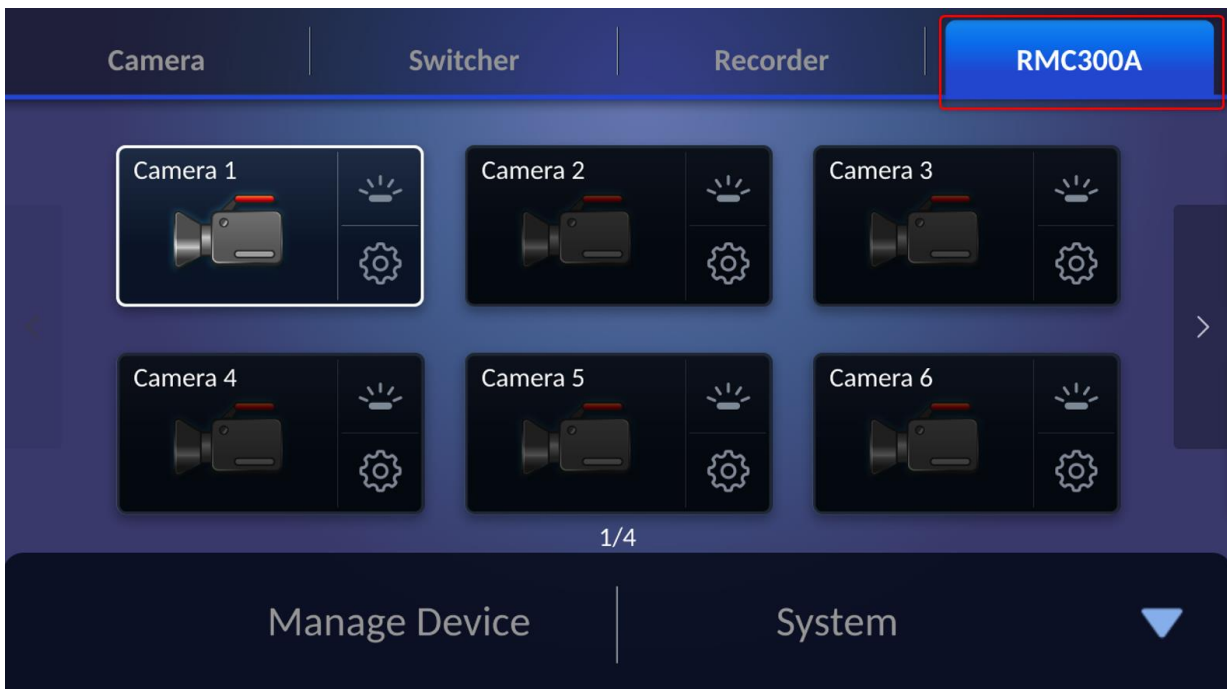 Camera Switcher Recorder RMC300A
Camera 1 Camera 2 Camera 3
Camera 4 Camera 5 Camera 6
1/4
Manage Device System